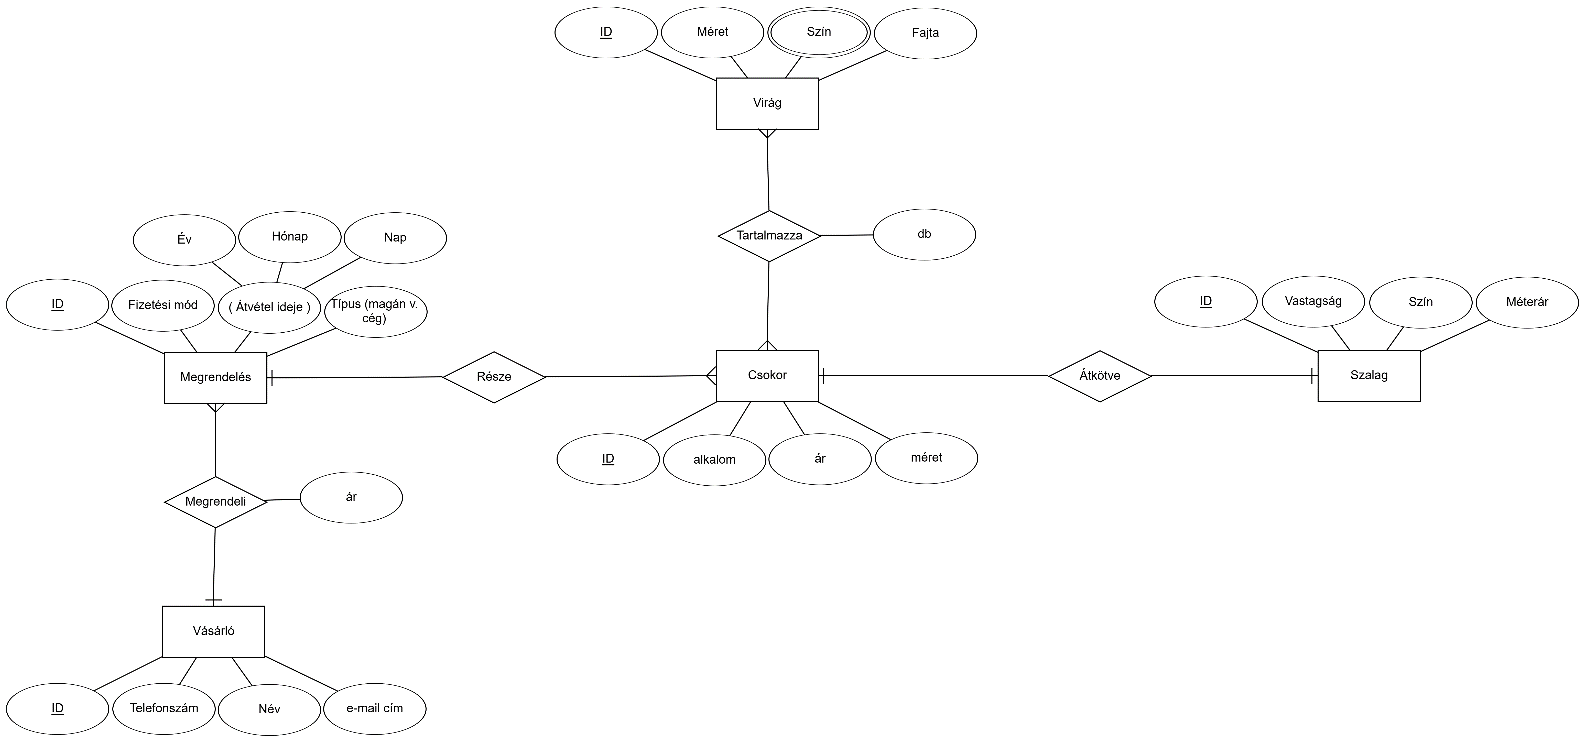 ID
Méret
Szín
Fajta
Virág
Tartalmazza
db
Év
Hónap
Nap
ID
Fizetési mód
( Átvétel ideje )
Típus (magán v.
cég)
Megrendelés
Része
Csokor
Átkötve
Szalag
ID
Vastagság
Szín
Méterár
ID
alkalom
ár
méret
Megrendeli
ár
Vásárló
ID
Telefonszám
Név
e-mail cím